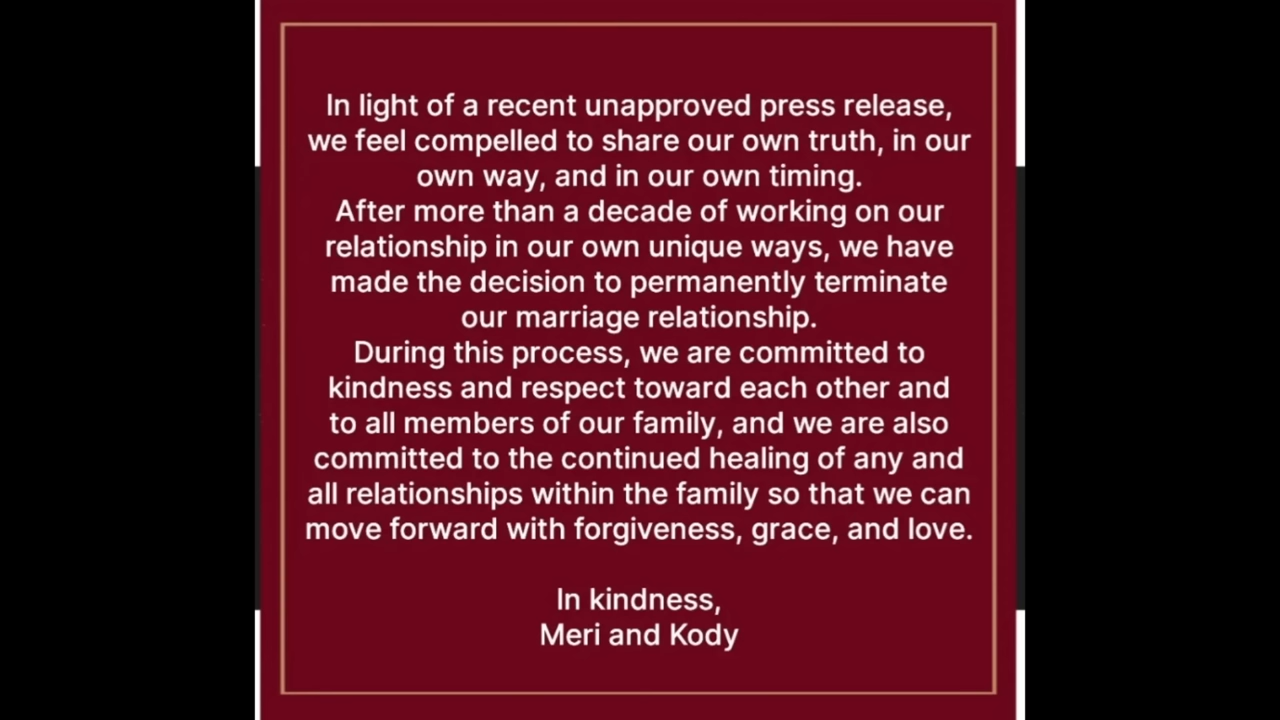 In light of a recent unapproved press release,
we feel compelled to share our own truth, in our
own way, and in our own timing.
After more than a decade of working on our
relationship in our own unique ways, we have
made the decision to permanently terminate
our marriage relationship.
During this process, we are committed to
kindness and respect toward each other and
to all members of our family, and we are also
committed to the continued healing of any and
all relationships within the family so that we can
move forward with forgiveness, grace, and love.
In kindness,
Meri and Kody